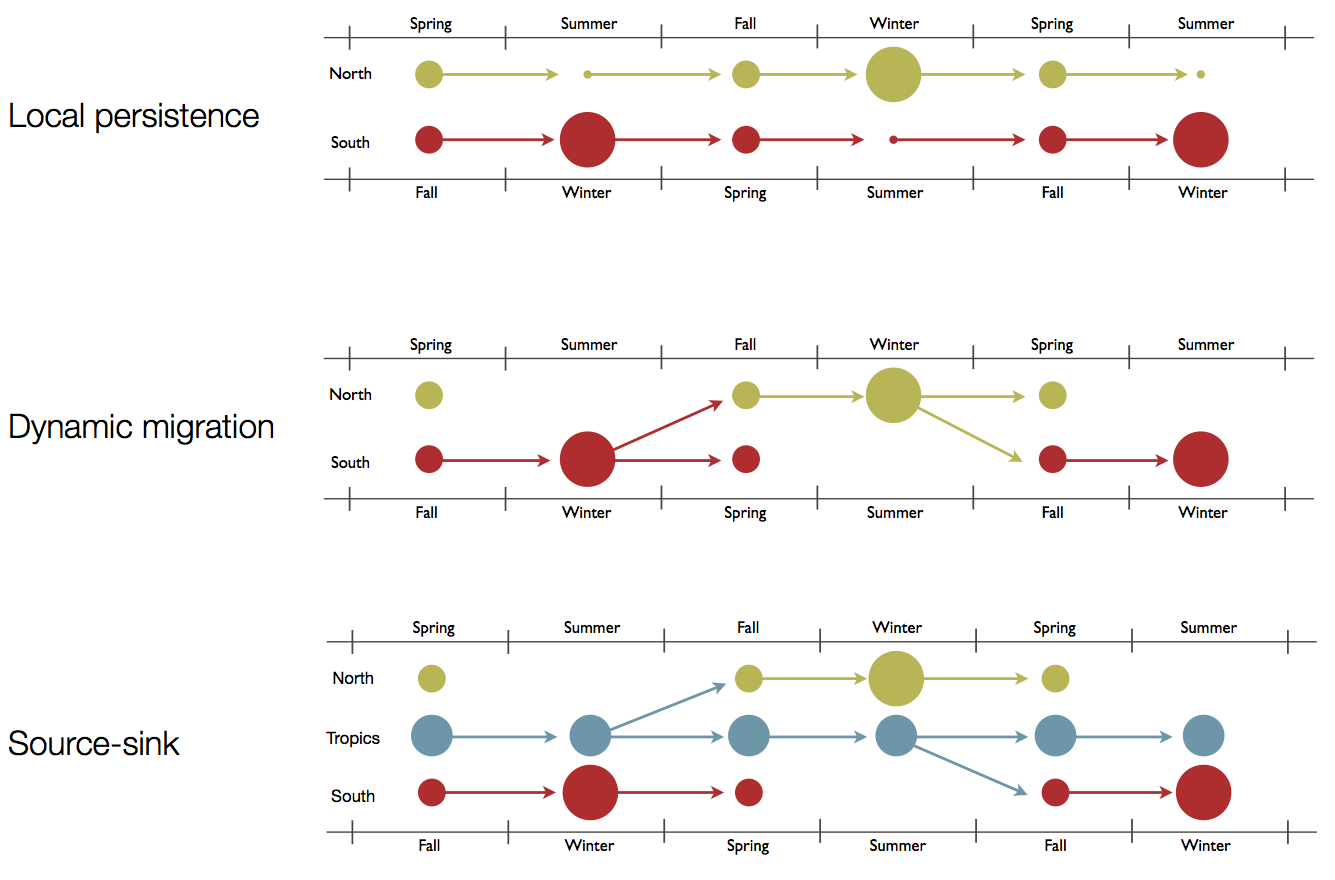 Spring Summer Fall Winter Spring Summer
North
Local persistence
South
Fall Winter Spring Summer Fall Winter
Spring Summer Fall Winter Spring Summer
North
Dynamic migration
South
Fall Winter Spring Summer Fall Winter
Spring Summer Fall Winter Spring Summer
North
Tropics
Source-sink
South
Fall Winter Spring Summer Fall Winter